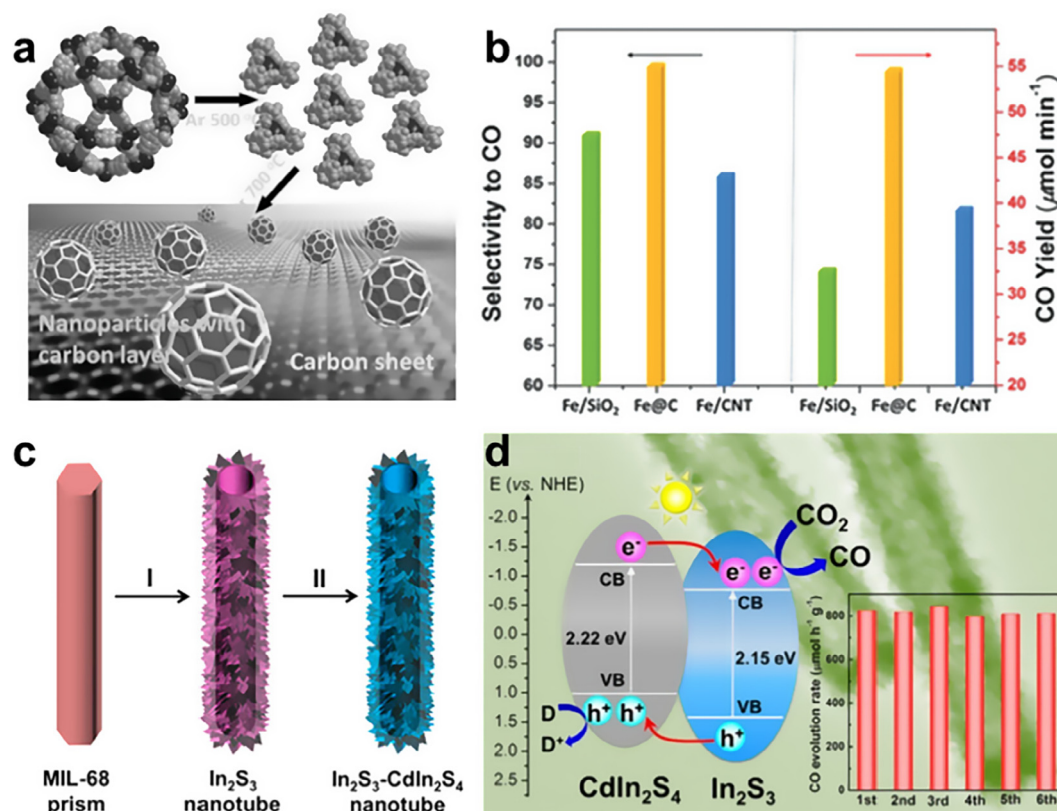 a
Ar 500 °C
700 °C
Nanoparticles with
carbon layer
Carbon sheet
b
Selectivity to CO
100
95
90
85
80
75
70
65
60
Fe/SiO₂
Fe@C
Fe/CNT
Fe/SiO₂
Fe@C
Fe/CNT
55
50
45
40
35
30
25
20
CO Yield (μmol min⁻¹)
c
I
II
MIL-68
prism
In₂S₃
nanotube
In₂S₃-CdIn₂S₄
nanotube
d
E (vs. NHE)
-2.0
-1.5
-1.0
-0.5
0.0
0.5
1.0
1.5
2.0
2.5
e⁻
CB
2.22 eV
VB
h⁺ h⁺
D
D⁺
CdIn₂S₄
e⁻ e⁻
CB
2.15 eV
VB
h⁺
In₂S₃
CO₂
CO
CO evolution rate (μmol h⁻¹ g⁻¹)
800
600
400
200
0
1st 2nd 3rd 4th 5th 6th